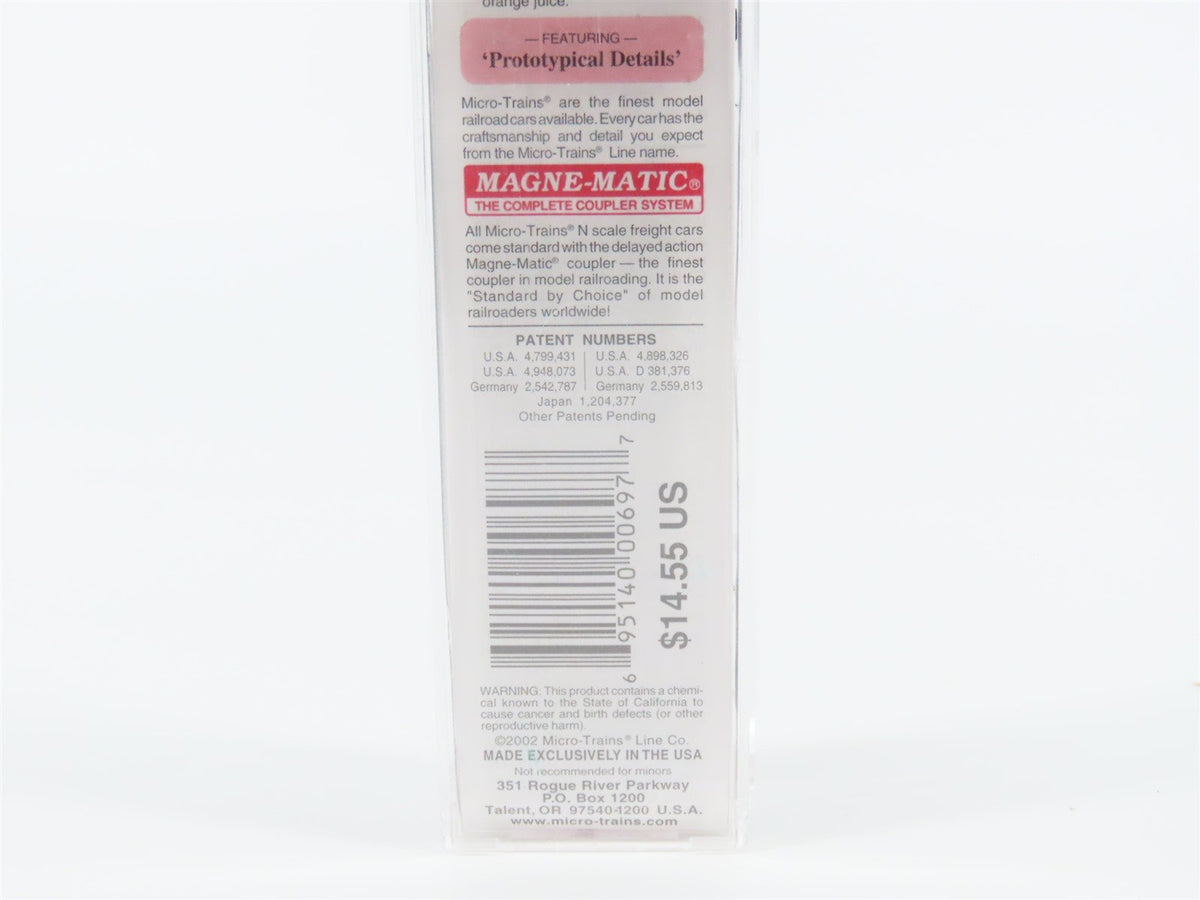 orange juice.
— FEATURING —
'Prototypical Details'
Micro-Trains® are the finest model
railroad cars available. Every car has the
craftsmanship and detail you expect
from the Micro-Trains® Line name.
MAGNE-MATIC®
THE COMPLETE COUPLER SYSTEM
All Micro-Trains® N scale freight cars
come standard with the delayed action
Magne-Matic® coupler — the finest
coupler in model railroading. It is the
"Standard by Choice" of model
railroaders worldwide!
PATENT NUMBERS
U.S.A. 4,799,431 U.S.A. 4,898,326
U.S.A. 4,948,073 U.S.A. D 381,376
Germany 2,542,787 Germany 2,559,813
Japan 1,204,377
Other Patents Pending
6 95140 00697 7
$14.55 US
WARNING: This product contains a chemi-
cal known to the State of California to
cause cancer and birth defects (or other
reproductive harm).
©2002 Micro-Trains® Line Co.
MADE EXCLUSIVELY IN THE USA
Not recommended for minors
351 Rogue River Parkway
P.O. Box 1200
Talent, OR 97540-1200 U.S.A.
www.micro-trains.com